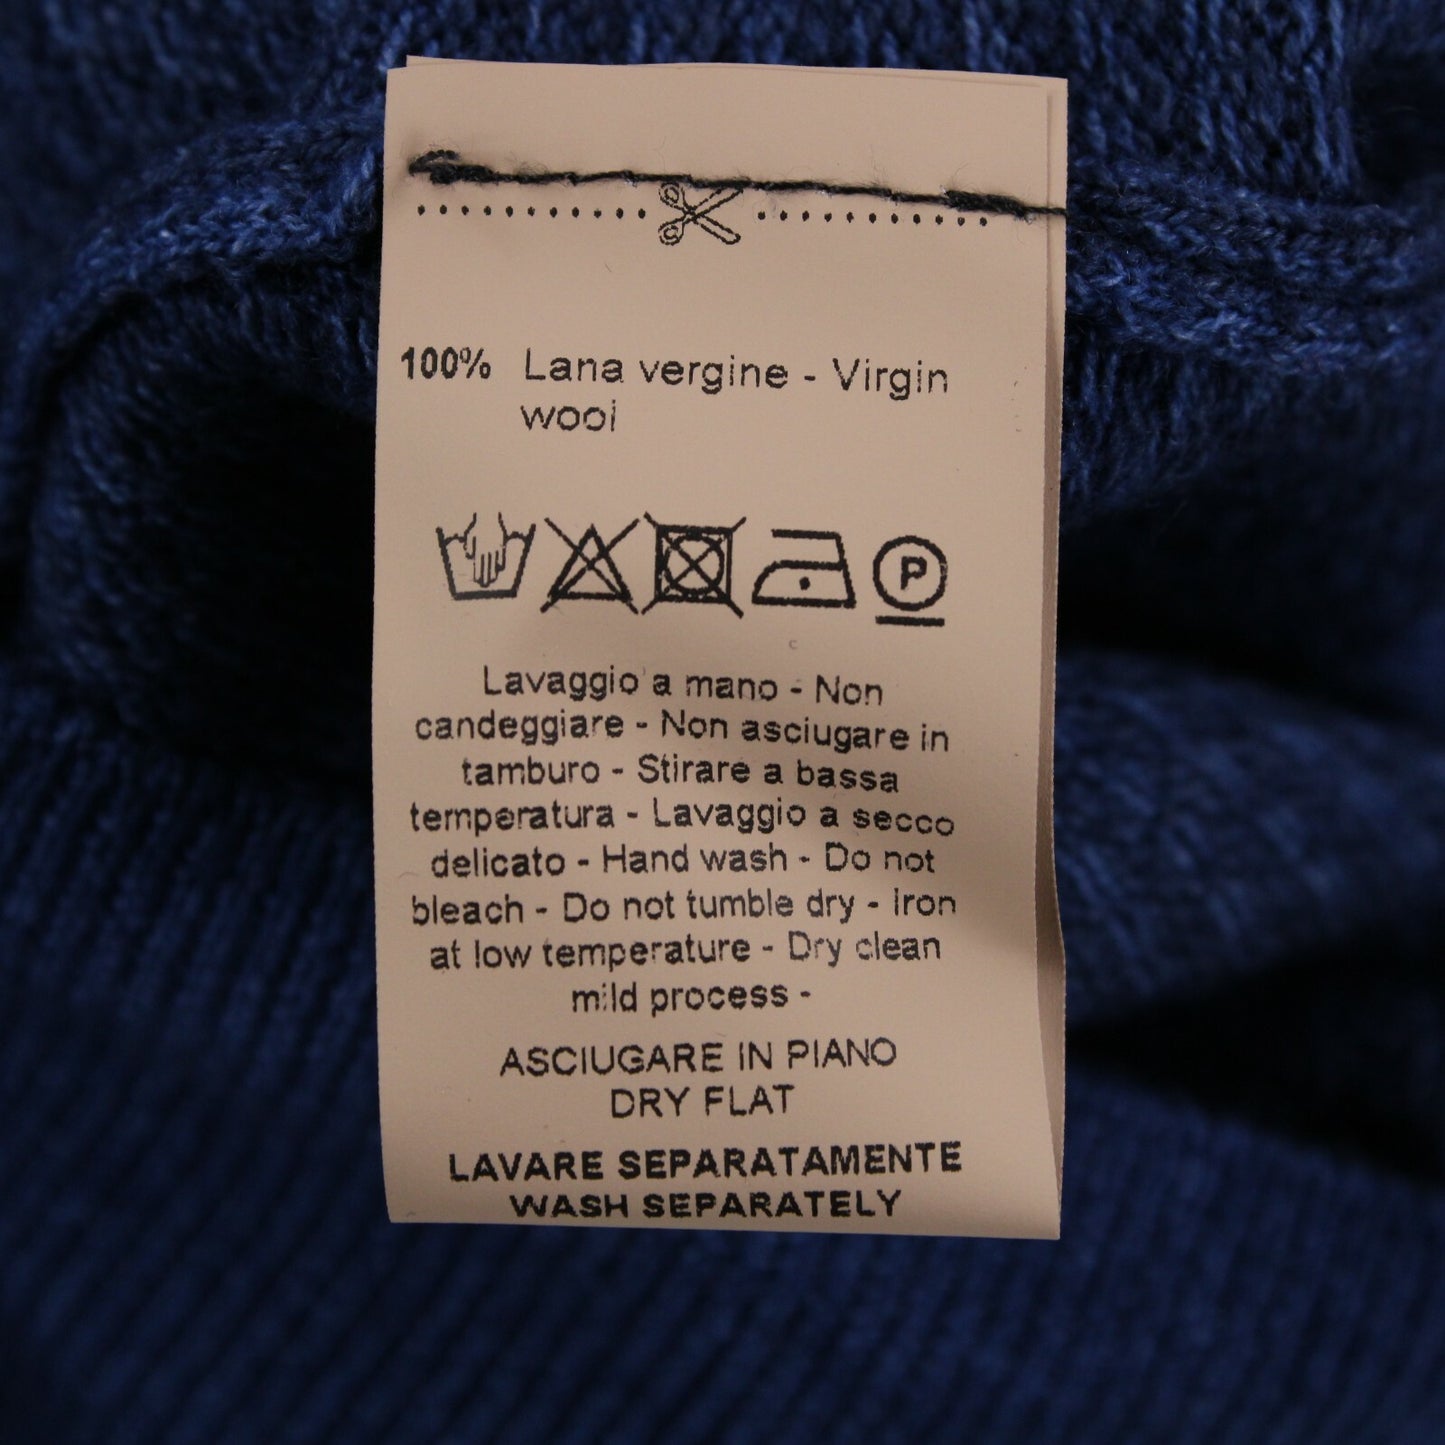 100% Lana vergine - Virgin
wool
P
Lavaggio a mano - Non
candeggiare - Non asciugare in
tamburo - Stirare a bassa
temperatura - Lavaggio a secco
delicato - Hand wash - Do not
bleach - Do not tumble dry - Iron
at low temperature - Dry clean
mild process -
ASCIUGARE IN PIANO
DRY FLAT
LAVARE SEPARATAMENTE
WASH SEPARATELY